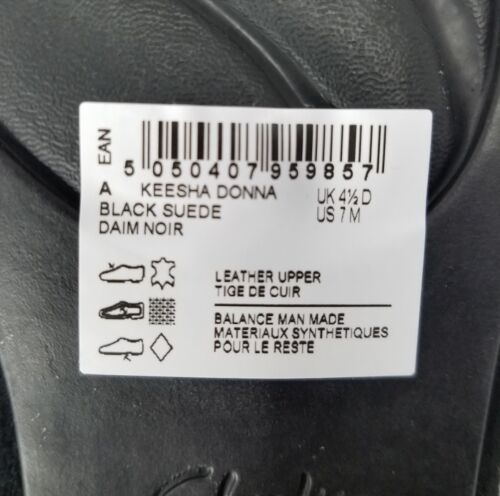 EAN
5 050407 959857
A KEESHA DONNA UK 4½ D
BLACK SUEDE US 7 M
DAIM NOIR
LEATHER UPPER
TIGE DE CUIR
BALANCE MAN MADE
MATERIAUX SYNTHETIQUES
POUR LE RESTE